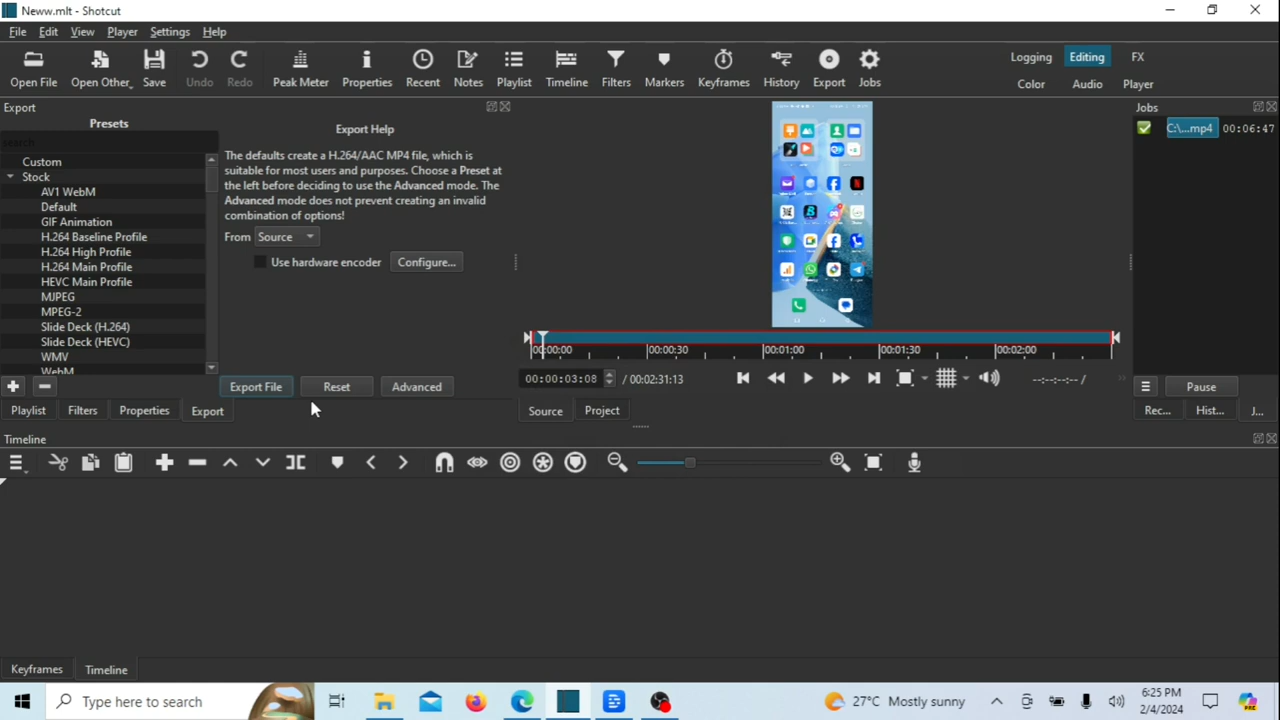 Neww.mlt - Shotcut
File Edit View Player Settings Help
Open File Open Other Save Undo Redo Peak Meter Properties Recent Notes Playlist Timeline Filters Markers Keyframes History Export Jobs
Logging Editing FX
Color Audio Player
Export
Presets
search
Custom
Stock
AV1 WebM
Default
GIF Animation
H.264 Baseline Profile
H.264 High Profile
H.264 Main Profile
HEVC Main Profile
MJPEG
MPEG-2
Slide Deck (H.264)
Slide Deck (HEVC)
WMV
WebM
Export Help
The defaults create a H.264/AAC MP4 file, which is
suitable for most users and purposes. Choose a Preset at
the left before deciding to use the Advanced mode. The
Advanced mode does not prevent creating an invalid
combination of options!
From Source
Use hardware encoder Configure...
Export File Reset Advanced
Playlist Filters Properties Export
00:00:00 00:00:30 00:01:00 00:01:30 00:02:00
00:00:03:08 / 00:02:31:13 --:--:--:-- /
Source Project
Jobs
C:\...mp4 00:06:47
Pause
Rec... Hist... J...
Timeline
Keyframes Timeline
Type here to search
27°C Mostly sunny
6:25 PM
2/4/2024